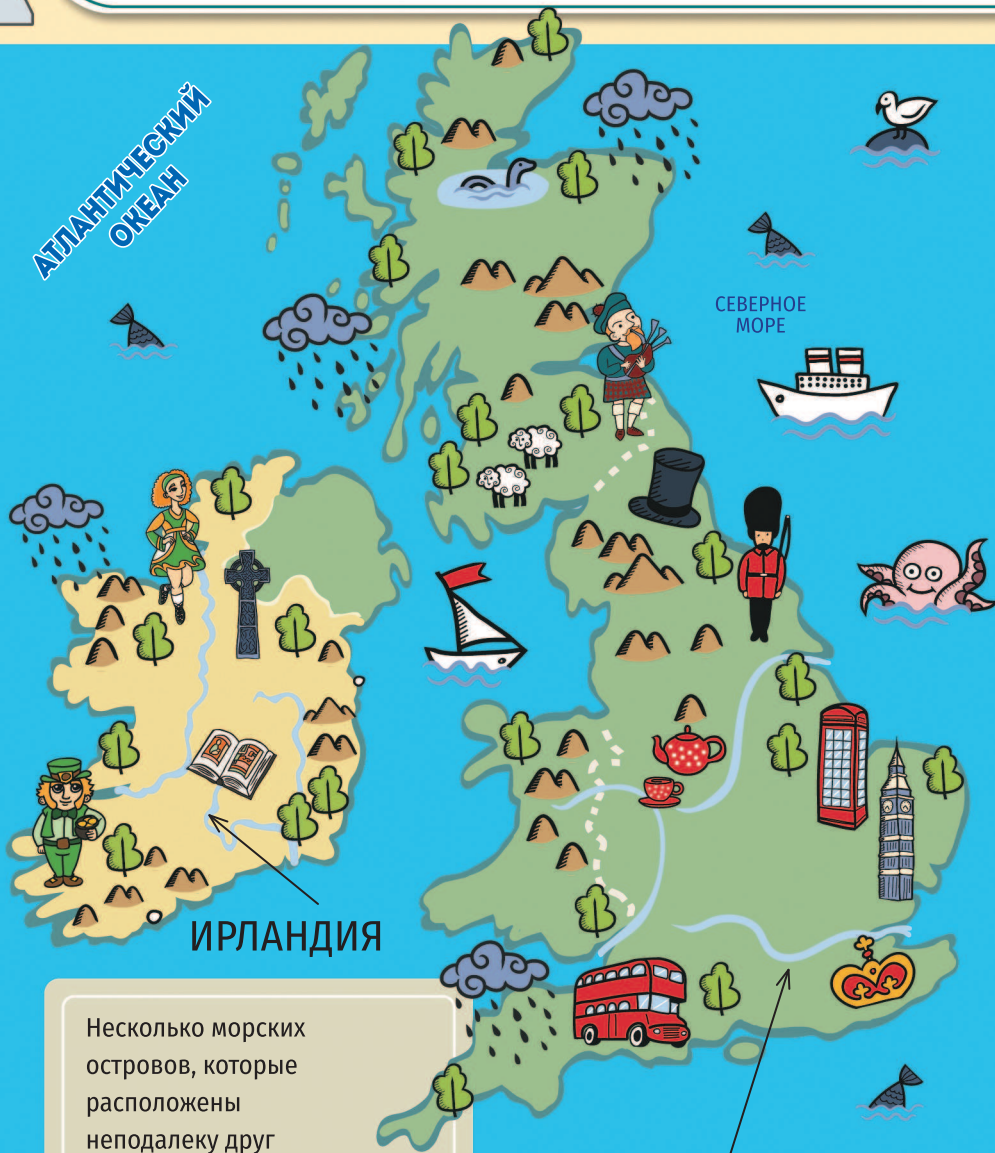 АТЛАНТИЧЕСКИЙ
ОКЕАН
СЕВЕРНОЕ
МОРЕ
ИРЛАНДИЯ
Несколько морских
островов, которые
расположены
неподалеку друг